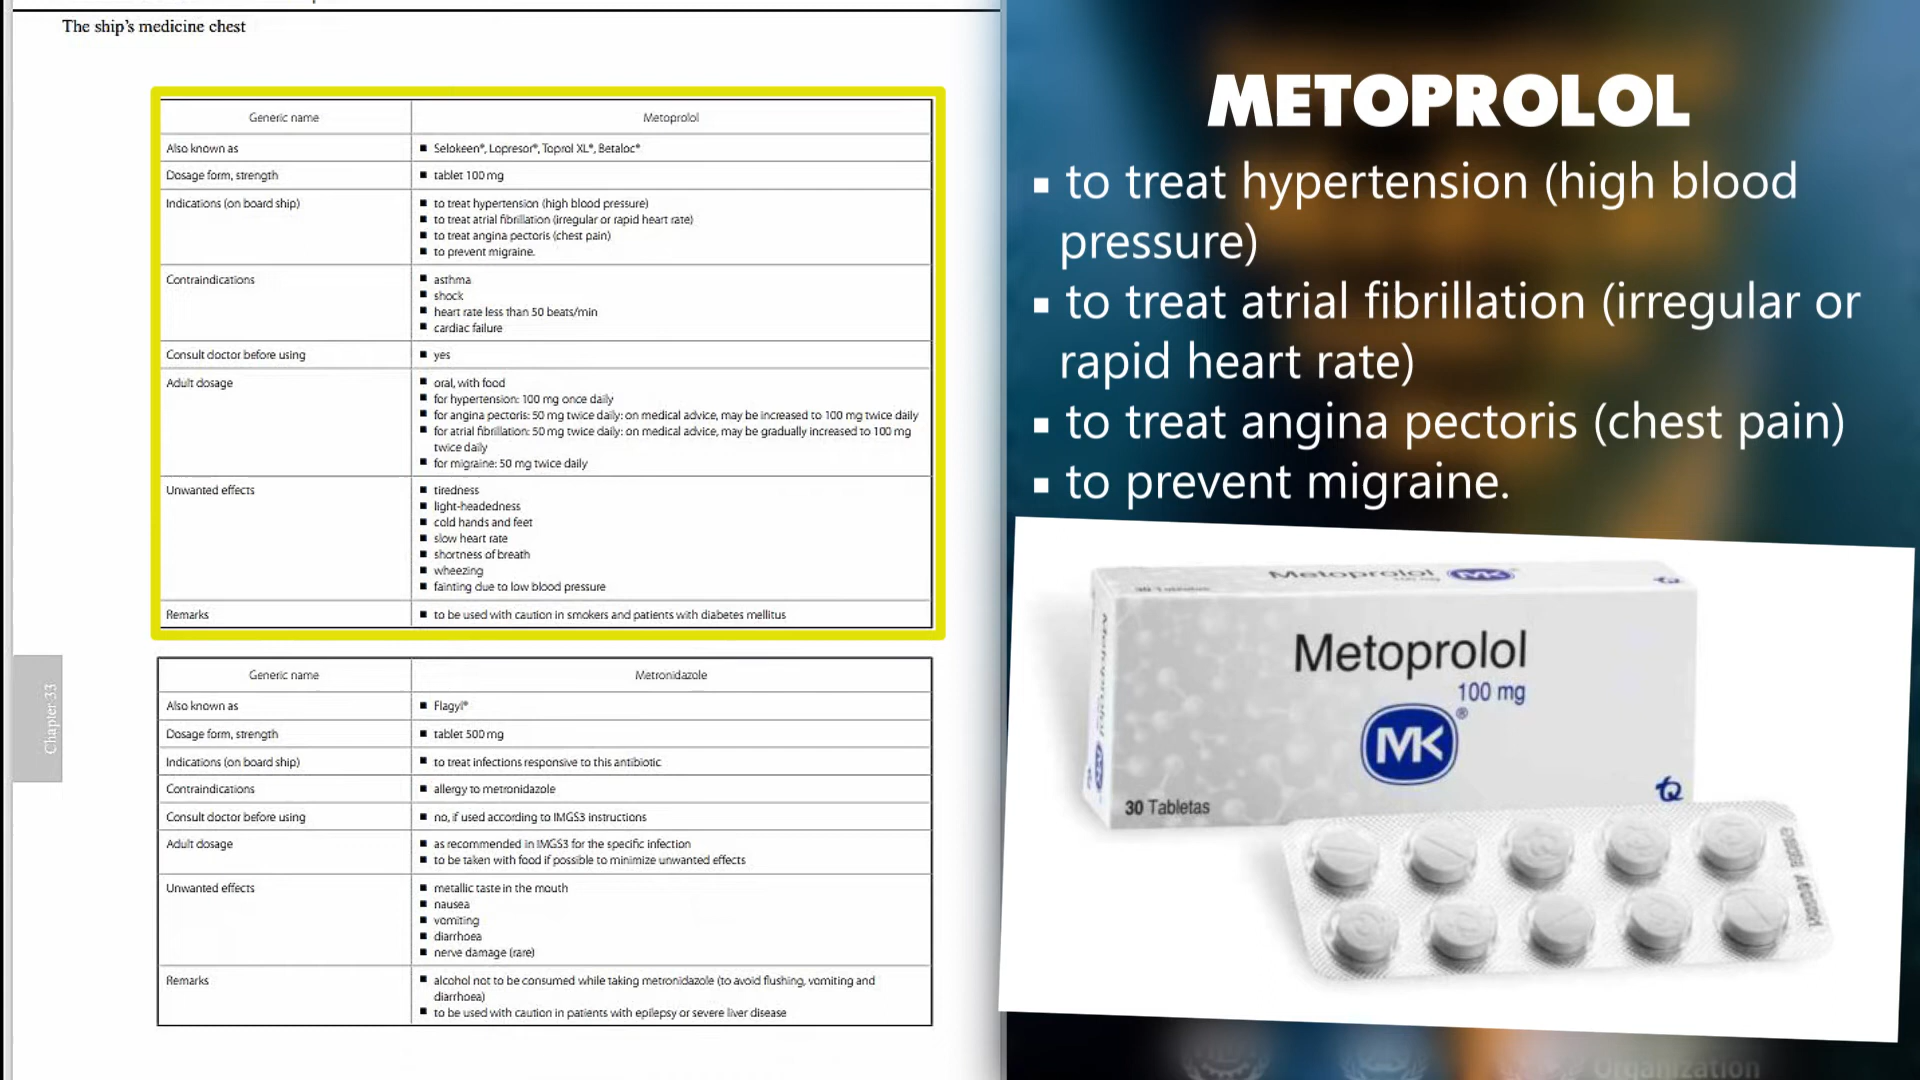 The ship's medicine chest
Generic name Metoprolol
Also known as ■ Selokeen®, Lopresor®, Toprol XL®, Betaloc®
Dosage form, strength ■ tablet 100 mg
Indications (on board ship) ■ to treat hypertension (high blood pressure)
■ to treat atrial fibrillation (irregular or rapid heart rate)
■ to treat angina pectoris (chest pain)
■ to prevent migraine.
Contraindications ■ asthma
■ shock
■ heart rate less than 50 beats/min
■ cardiac failure
Consult doctor before using ■ yes
Adult dosage ■ oral, with food
■ for hypertension: 100 mg once daily
■ for angina pectoris: 50 mg twice daily: on medical advice, may be increased to 100 mg twice daily
■ for atrial fibrillation: 50 mg twice daily: on medical advice, may be gradually increased to 100 mg
twice daily
■ for migraine: 50 mg twice daily
Unwanted effects ■ tiredness
■ light-headedness
■ cold hands and feet
■ slow heart rate
■ shortness of breath
■ wheezing
■ fainting due to low blood pressure
Remarks ■ to be used with caution in smokers and patients with diabetes mellitus
Generic name Metronidazole
Also known as ■ Flagyl®
Dosage form, strength ■ tablet 500 mg
Indications (on board ship) ■ to treat infections responsive to this antibiotic
Contraindications ■ allergy to metronidazole
Consult doctor before using ■ no, if used according to IMGS3 instructions
Adult dosage ■ as recommended in IMGS3 for the specific infection
■ to be taken with food if possible to minimize unwanted effects
Unwanted effects ■ metallic taste in the mouth
■ nausea
■ vomiting
■ diarrhoea
■ nerve damage (rare)
Remarks ■ alcohol not to be consumed while taking metronidazole (to avoid flushing, vomiting and
diarrhoea)
■ to be used with caution in patients with epilepsy or severe liver disease
Chapter 33
METOPROLOL
■ to treat hypertension (high blood
pressure)
■ to treat atrial fibrillation (irregular or
rapid heart rate)
■ to treat angina pectoris (chest pain)
■ to prevent migraine.
Metoprolol MK
Metoprolol
100 mg
MK®
30 Tabletas
Organization